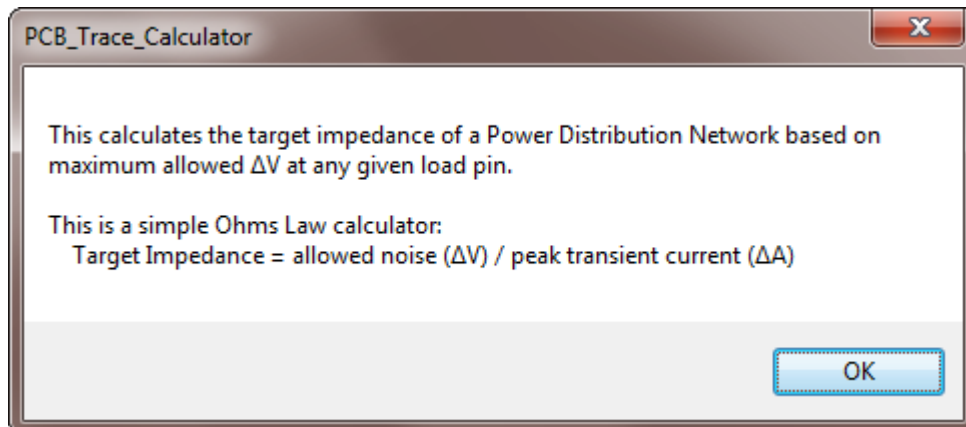 PCB_Trace_Calculator
This calculates the target impedance of a Power Distribution Network based on
maximum allowed ΔV at any given load pin.
This is a simple Ohms Law calculator:
Target Impedance = allowed noise (ΔV) / peak transient current (ΔA)
OK